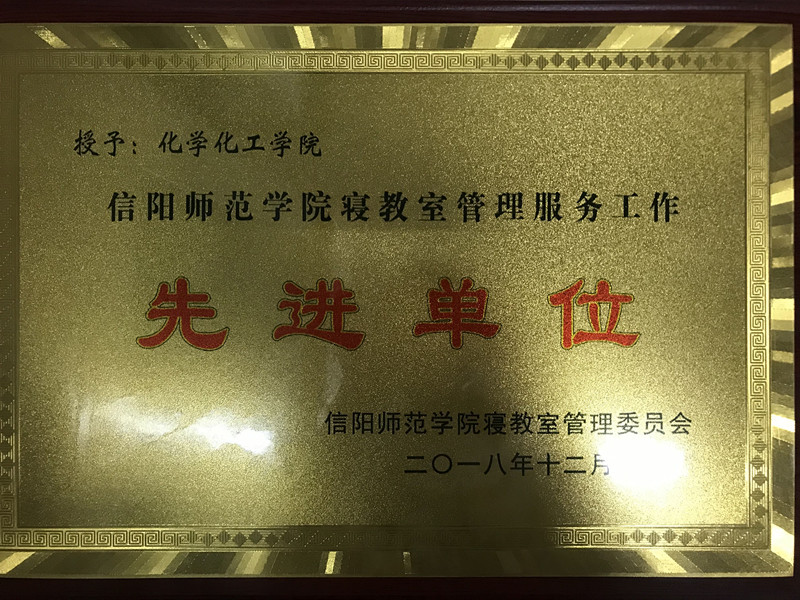 授予：化学化工学院
信阳师范学院寝教室管理服务工作
先进单位
信阳师范学院寝教室管理委员会
二〇一八年十二月